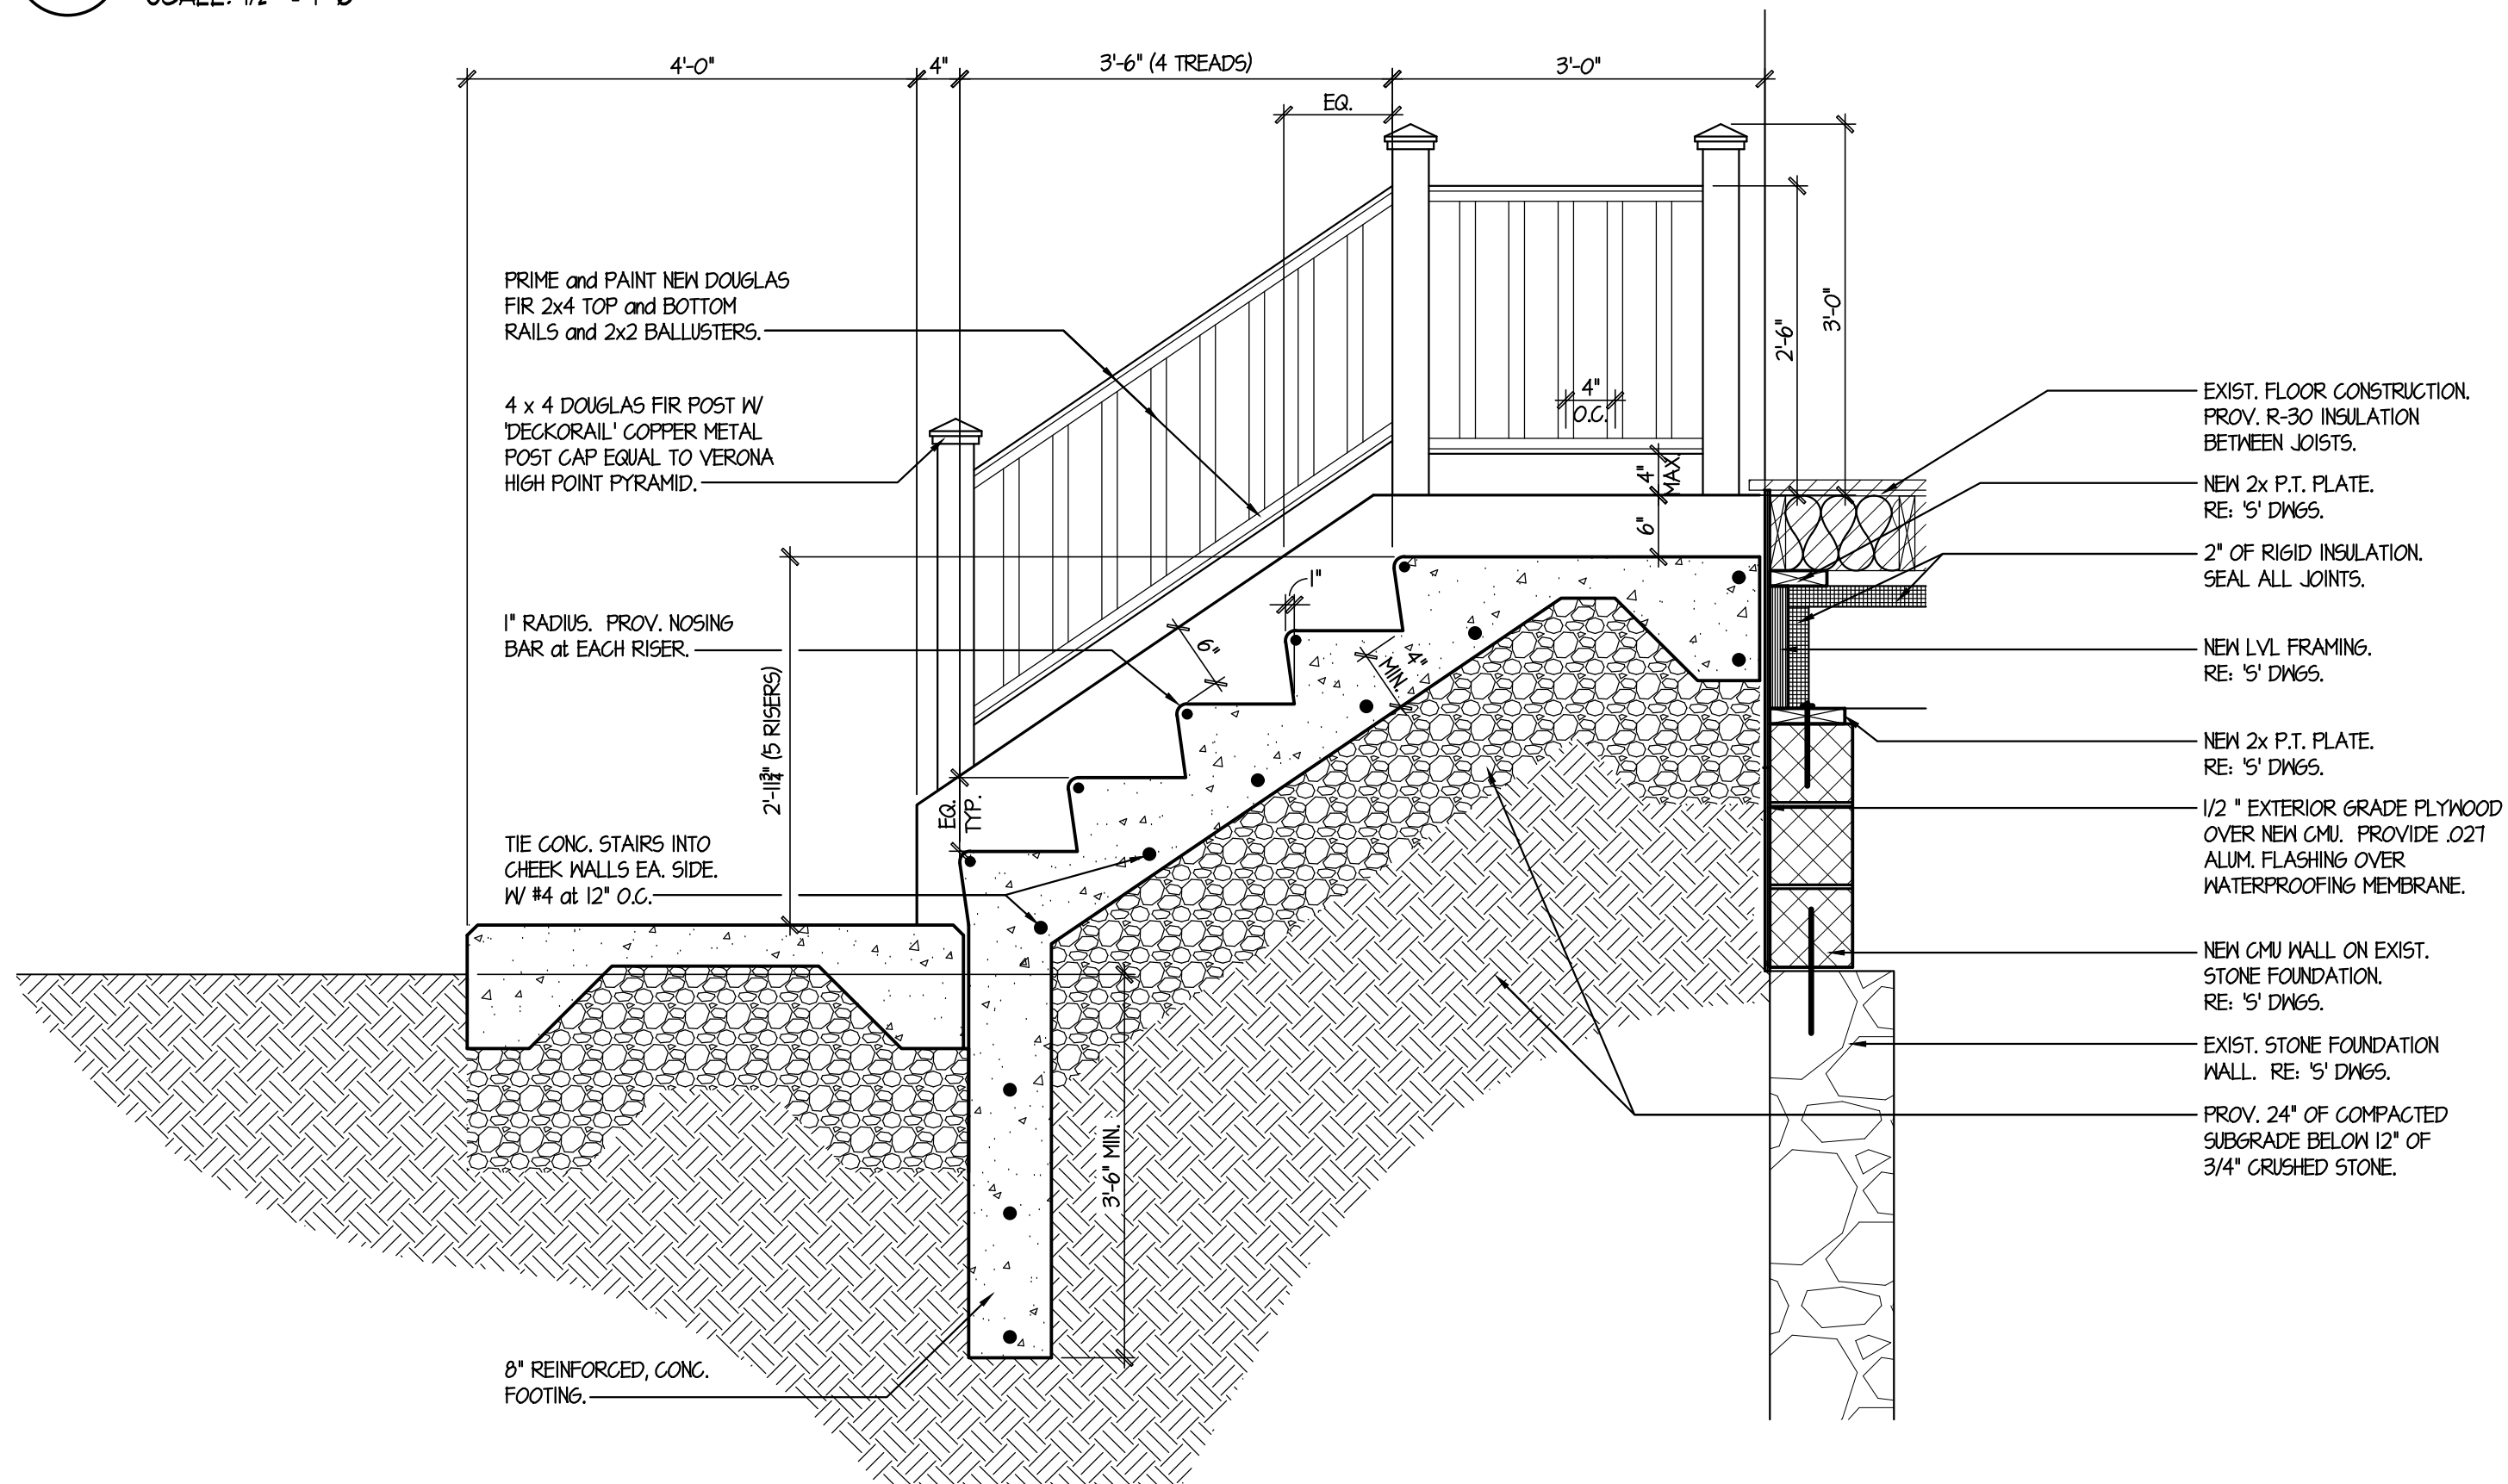 4'-0"
4"
3'-6" (4 TREADS)
3'-0"
EQ.
PRIME and PAINT NEW DOUGLAS
FIR 2x4 TOP and BOTTOM
RAILS and 2x2 BALLUSTERS.
4 x 4 DOUGLAS FIR POST W/
'DECKORAIL' COPPER METAL
POST CAP EQUAL TO VERONA
HIGH POINT PYRAMID.
1" RADIUS. PROV. NOSING
BAR at EACH RISER.
TIE CONC. STAIRS INTO
CHEEK WALLS EA. SIDE.
W/ #4 at 12" O.C.
8" REINFORCED, CONC.
FOOTING.
(5 RISERS)
EQ.
TYP.
6"
1"
4"
MIN.
3'-6" MIN.
4"
O.C.
4"
MAX.
6"
2'-6"
3'-0"
EXIST. FLOOR CONSTRUCTION.
PROV. R-30 INSULATION
BETWEEN JOISTS.
NEW 2x P.T. PLATE.
RE: 'S' DWGS.
2" OF RIGID INSULATION.
SEAL ALL JOINTS.
NEW LVL FRAMING.
RE: 'S' DWGS.
NEW 2x P.T. PLATE.
RE: 'S' DWGS.
1/2 " EXTERIOR GRADE PLYWOOD
OVER NEW CMU. PROVIDE .027
ALUM. FLASHING OVER
WATERPROOFING MEMBRANE.
NEW CMU WALL ON EXIST.
STONE FOUNDATION.
RE: 'S' DWGS.
EXIST. STONE FOUNDATION
WALL. RE: 'S' DWGS.
PROV. 24" OF COMPACTED
SUBGRADE BELOW 12" OF
3/4" CRUSHED STONE.